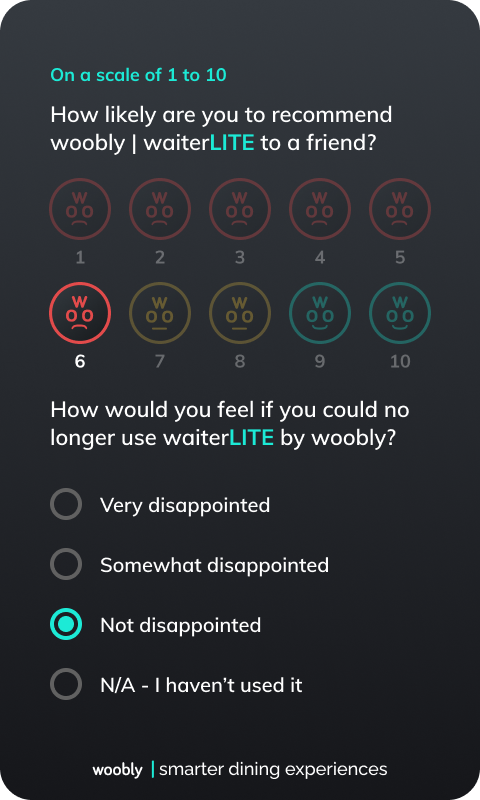 On a scale of 1 to 10
How likely are you to recommend
woobly | waiterLITE to a friend?
1 2 3 4 5
6 7 8 9 10
How would you feel if you could no
longer use waiterLITE by woobly?
Very disappointed
Somewhat disappointed
Not disappointed
N/A - I haven’t used it
woobly | smarter dining experiences